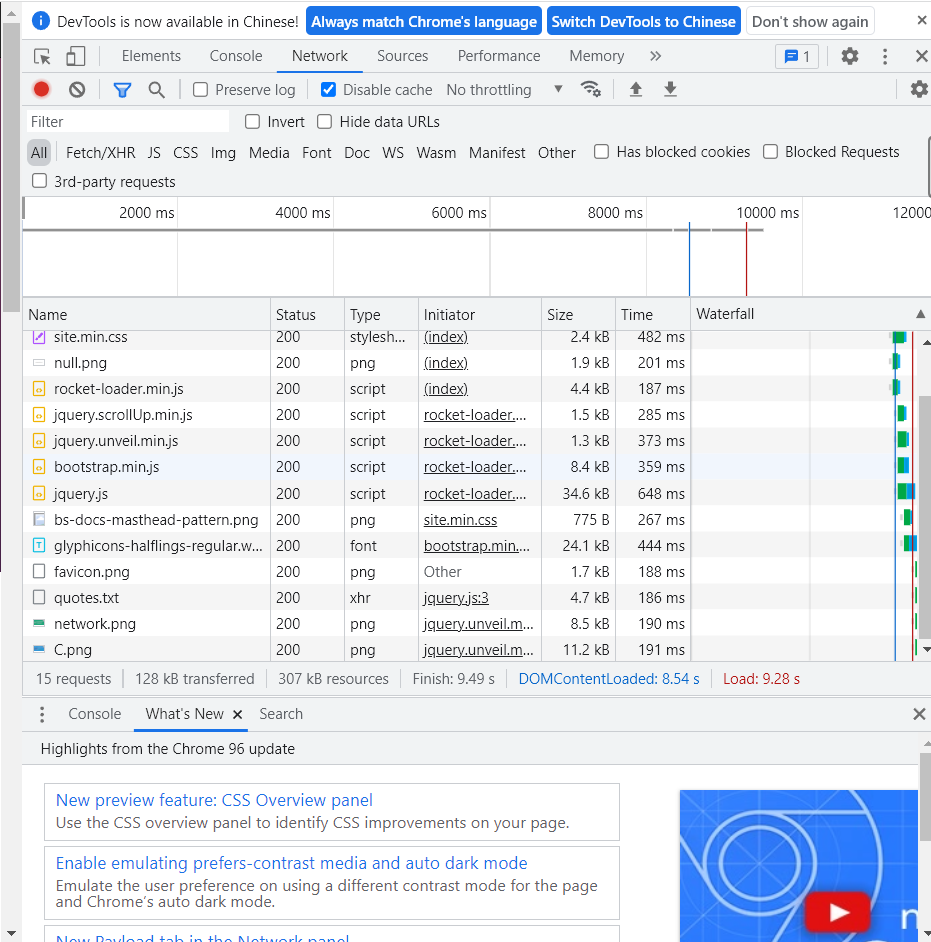 DevTools is now available in Chinese! Always match Chrome's language Switch DevTools to Chinese Don't show again
Elements Console Network Sources Performance Memory 1
Preserve log Disable cache No throttling
Filter Invert Hide data URLs
All Fetch/XHR JS CSS Img Media Font Doc WS Wasm Manifest Other Has blocked cookies Blocked Requests
3rd-party requests
2000 ms 4000 ms 6000 ms 8000 ms 10000 ms 12000
Name Status Type Initiator Size Time Waterfall
site.min.css 200 stylesh... (index) 2.4 kB 482 ms
null.png 200 png (index) 1.9 kB 201 ms
rocket-loader.min.js 200 script (index) 4.4 kB 187 ms
jquery.scrollUp.min.js 200 script rocket-loader.... 1.5 kB 285 ms
jquery.unveil.min.js 200 script rocket-loader.... 1.3 kB 373 ms
bootstrap.min.js 200 script rocket-loader.... 8.4 kB 359 ms
jquery.js 200 script rocket-loader.... 34.6 kB 648 ms
bs-docs-masthead-pattern.png 200 png site.min.css 775 B 267 ms
glyphicons-halflings-regular.w... 200 font bootstrap.min.... 24.1 kB 444 ms
favicon.png 200 png Other 1.7 kB 188 ms
quotes.txt 200 xhr jquery.js:3 4.7 kB 186 ms
network.png 200 png jquery.unveil.m... 8.5 kB 190 ms
C.png 200 png jquery.unveil.m... 11.2 kB 191 ms
15 requests 128 kB transferred 307 kB resources Finish: 9.49 s DOMContentLoaded: 8.54 s Load: 9.28 s
Console What's New Search
Highlights from the Chrome 96 update
New preview feature: CSS Overview panel
Use the CSS overview panel to identify CSS improvements on your page.
Enable emulating prefers-contrast media and auto dark mode
Emulate the user preference on using a different contrast mode for the page
and Chrome's auto dark mode.
New Payload tab in the Network panel